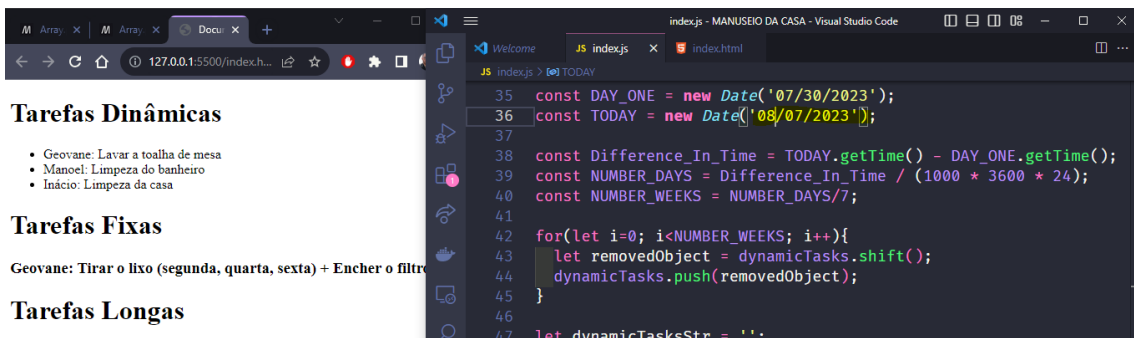 Array
Array
Docu
127.0.0.1:5500/index.h...
Tarefas Dinâmicas
Geovane: Lavar a toalha de mesa
Manoel: Limpeza do banheiro
Inácio: Limpeza da casa
Tarefas Fixas
Geovane: Tirar o lixo (segunda, quarta, sexta) + Encher o filtro
Tarefas Longas
index.js - MANUSEIO DA CASA - Visual Studio Code
Welcome
JS index.js
index.html
JS index.js > TODAY
35 const DAY_ONE = new Date('07/30/2023');
36 const TODAY = new Date('08/07/2023');
37
38 const Difference_In_Time = TODAY.getTime() - DAY_ONE.getTime();
39 const NUMBER_DAYS = Difference_In_Time / (1000 * 3600 * 24);
40 const NUMBER_WEEKS = NUMBER_DAYS/7;
41
42 for(let i=0; i<NUMBER_WEEKS; i++){
43 let removedObject = dynamicTasks.shift();
44 dynamicTasks.push(removedObject);
45 }
46
47 let dynamicTasksStr = '';
1